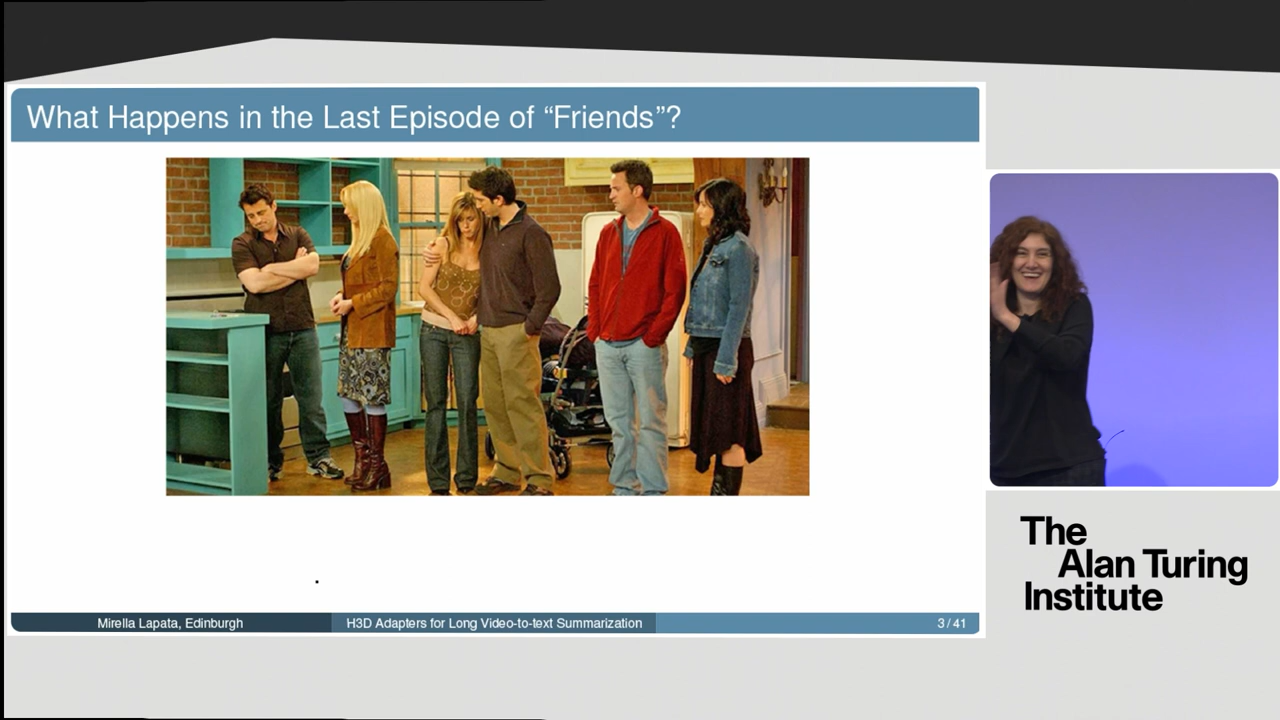 What Happens in the Last Episode of “Friends”?
Mirella Lapata, Edinburgh
H3D Adapters for Long Video-to-text Summarization
3 / 41
The
Alan Turing
Institute